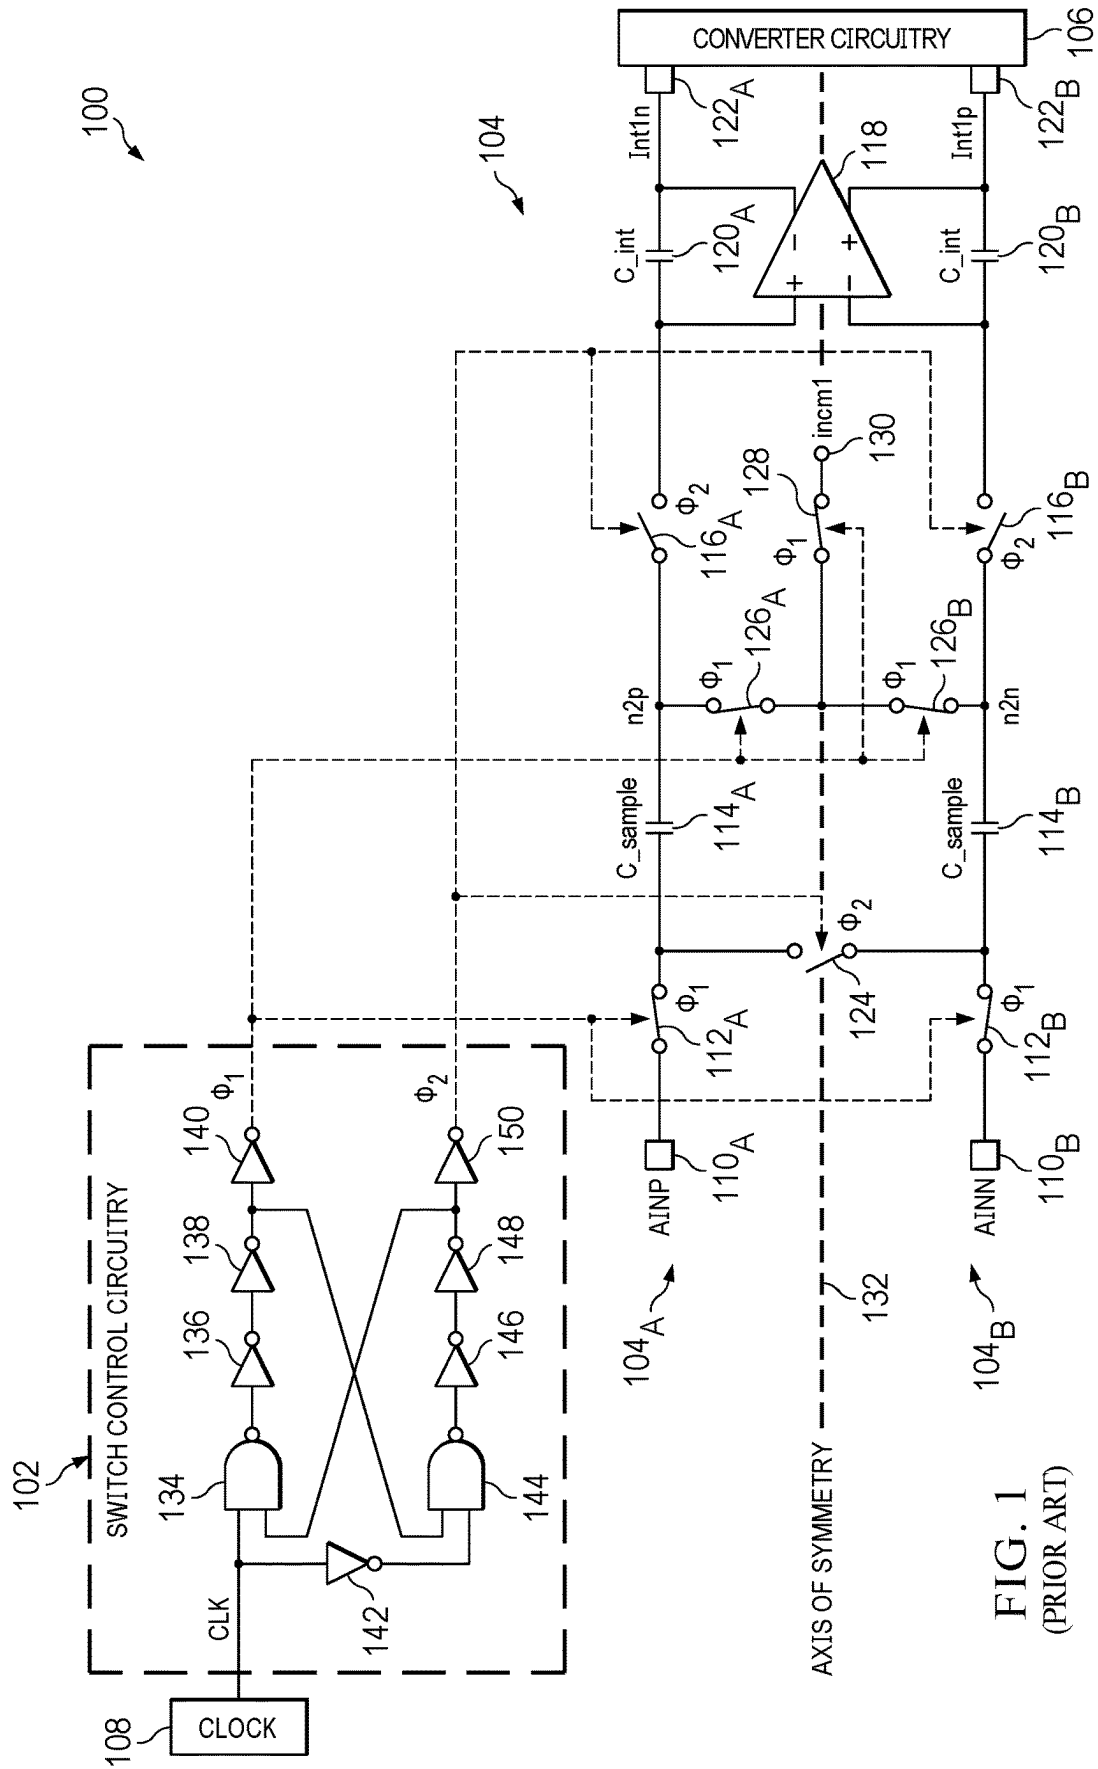 100
102
SWITCH CONTROL CIRCUITRY
108
CLOCK
CLK
134
136
138
140
Φ1
142
144
146
148
150
Φ2
104
104A
AINP
110A
112A
Φ1
C_sample
114A
n2p
Φ1
126A
116A
Φ2
C_int
120A
Int1n
122A
CONVERTER CIRCUITRY
106
AXIS OF SYMMETRY
132
124
Φ2
Φ1
128
130
incm1
+
-
-
+
118
104B
AINN
110B
112B
Φ1
C_sample
114B
n2n
Φ1
126B
Φ2
116B
C_int
120B
Int1p
122B
FIG. 1
(PRIOR ART)